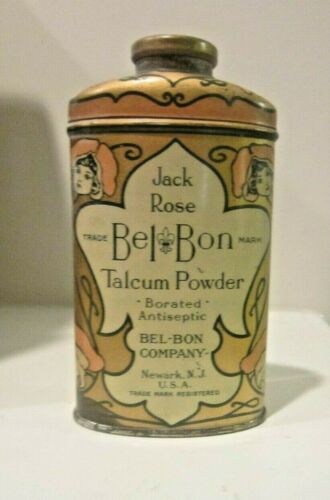 Jack
Rose
TRADE Bel Bon MARK
Talcum Powder
"Borated"
Antiseptic
BEL-BON
COMPANY
Newark, N.J.
U.S.A.
TRADE MARK REGISTERED